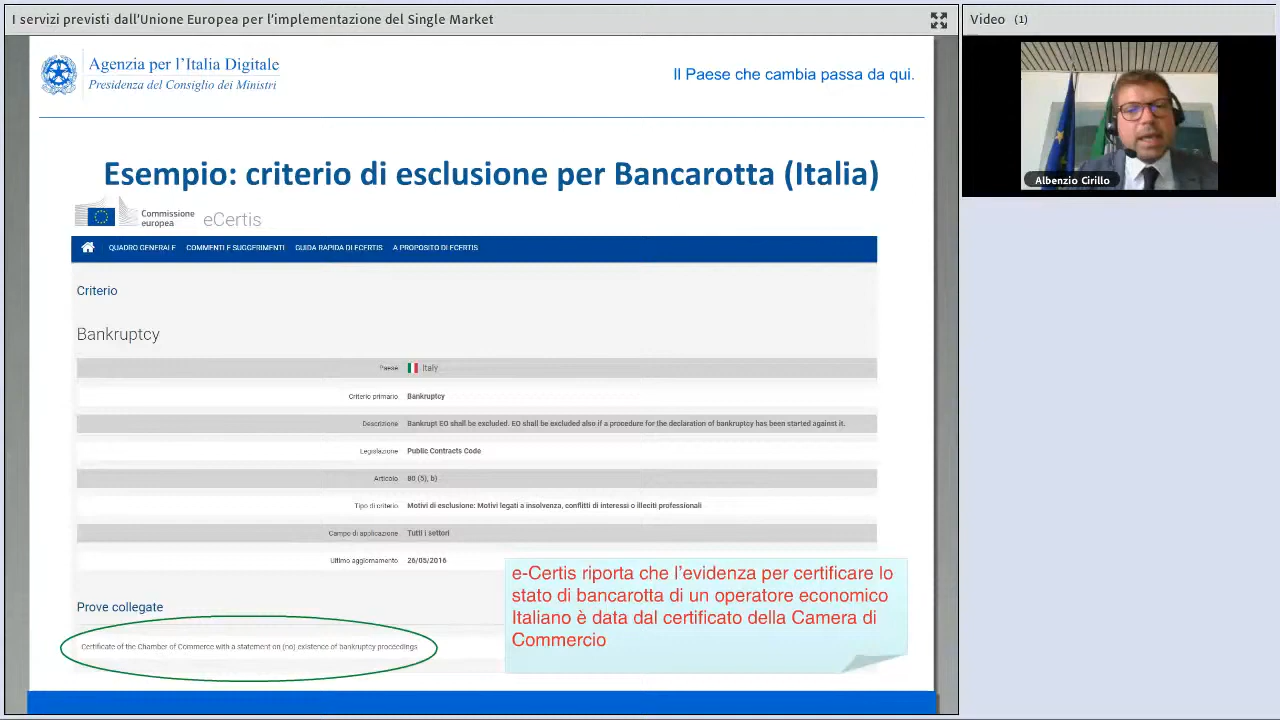 I servizi previsti dall'Unione Europea per l'implementazione del Single Market
Video (1)
Agenzia per l'Italia Digitale
Presidenza del Consiglio dei Ministri
Il Paese che cambia passa da qui.
Albenzio Cirillo
Esempio: criterio di esclusione per Bancarotta (Italia)
Commissione
europea
eCertis
QUADRO GENERALE COMMENTI E SUGGERIMENTI GUIDA RAPIDA DI ECERTIS A PROPOSITO DI ECERTIS
Criterio
Bankruptcy
Paese Italy
Criterio primario Bankruptcy
Descrizione Bankrupt EO shall be excluded. EO shall be excluded also if a procedure for the declaration of bankruptcy has been started against it.
Legislazione Public Contracts Code
Articolo 80 (5), b)
Tipo di criterio Motivi di esclusione: Motivi legati a insolvenza, conflitti di interessi o illeciti professionali
Campo di applicazione Tutti i settori
Ultimo aggiornamento 26/05/2016
Prove collegate
Certificate of the Chamber of Commerce with a statement on (no) existence of bankruptcy proceedings
e-Certis riporta che l'evidenza per certificare lo
stato di bancarotta di un operatore economico
Italiano è data dal certificato della Camera di
Commercio